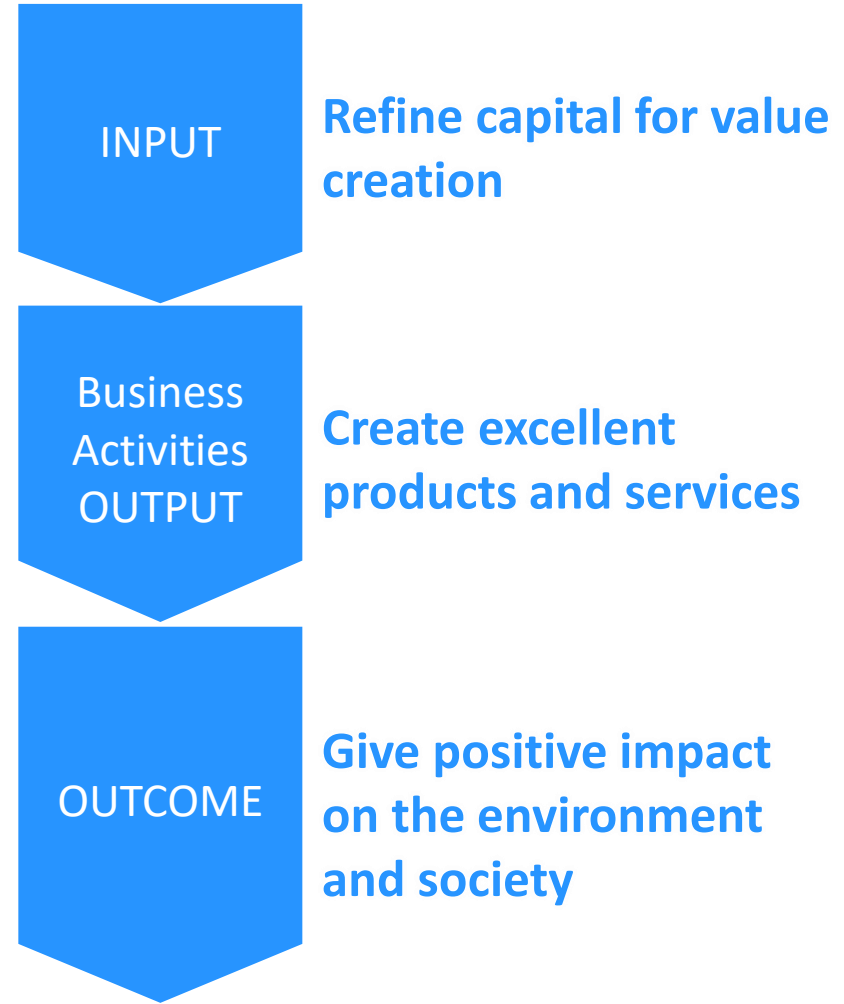 INPUT
Refine capital for value
creation
Business
Activities
OUTPUT
Create excellent
products and services
OUTCOME
Give positive impact
on the environment
and society